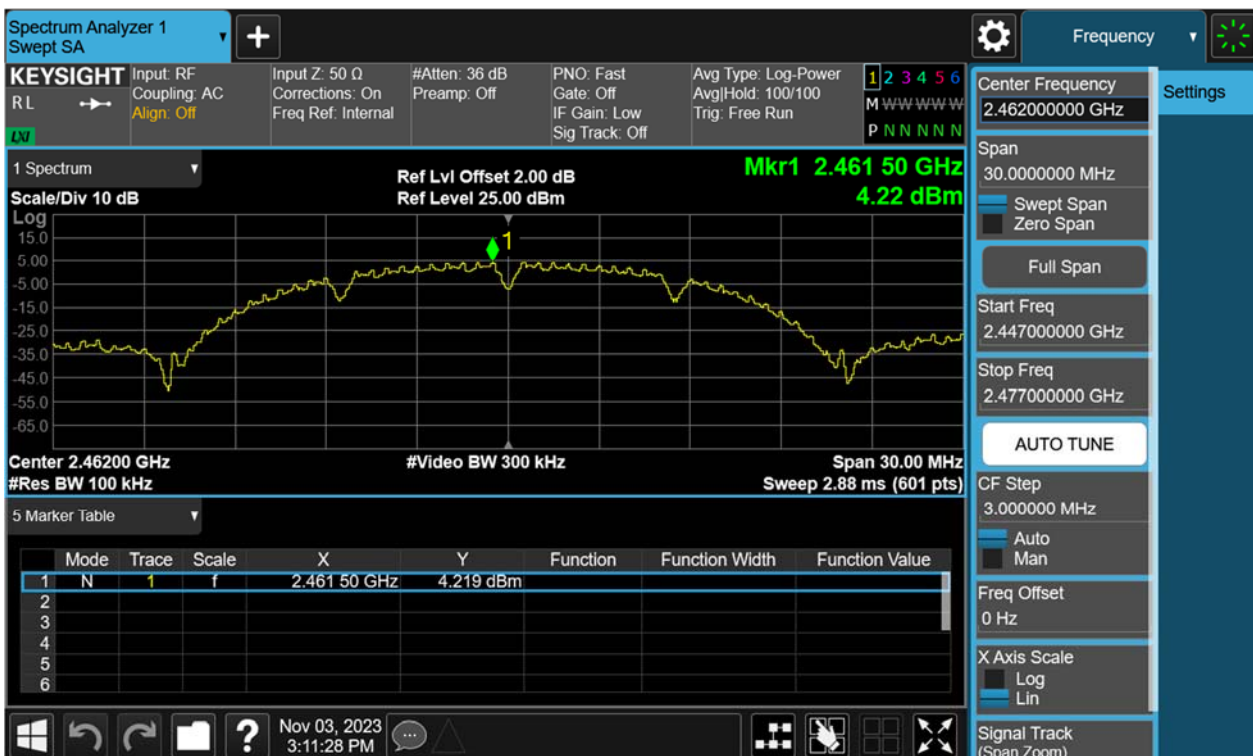 Spectrum Analyzer 1
Swept SA
+
Frequency
KEYSIGHT
R L
LXI
Input: RF
Coupling: AC
Align: Off
Input Z: 50 Ω
Corrections: On
Freq Ref: Internal
#Atten: 36 dB
Preamp: Off
PNO: Fast
Gate: Off
IF Gain: Low
Sig Track: Off
Avg Type: Log-Power
Avg|Hold: 100/100
Trig: Free Run
1 2 3 4 5 6
M W W W W W
P N N N N N
1 Spectrum
Scale/Div 10 dB
Ref Lvl Offset 2.00 dB
Ref Level 25.00 dBm
Mkr1 2.461 50 GHz
4.22 dBm
Log
15.0
5.00
-5.00
-15.0
-25.0
-35.0
-45.0
-55.0
-65.0
1
Center 2.46200 GHz
#Res BW 100 kHz
#Video BW 300 kHz
Span 30.00 MHz
Sweep 2.88 ms (601 pts)
5 Marker Table
Mode Trace Scale X Y Function Function Width Function Value
1 N 1 f 2.461 50 GHz 4.219 dBm
2
3
4
5
6
?
Nov 03, 2023
3:11:28 PM
Center Frequency
2.462000000 GHz
Span
30.0000000 MHz
Swept Span
Zero Span
Full Span
Start Freq
2.447000000 GHz
Stop Freq
2.477000000 GHz
AUTO TUNE
CF Step
3.000000 MHz
Auto
Man
Freq Offset
0 Hz
X Axis Scale
Log
Lin
Signal Track
(Span Zoom)
Settings